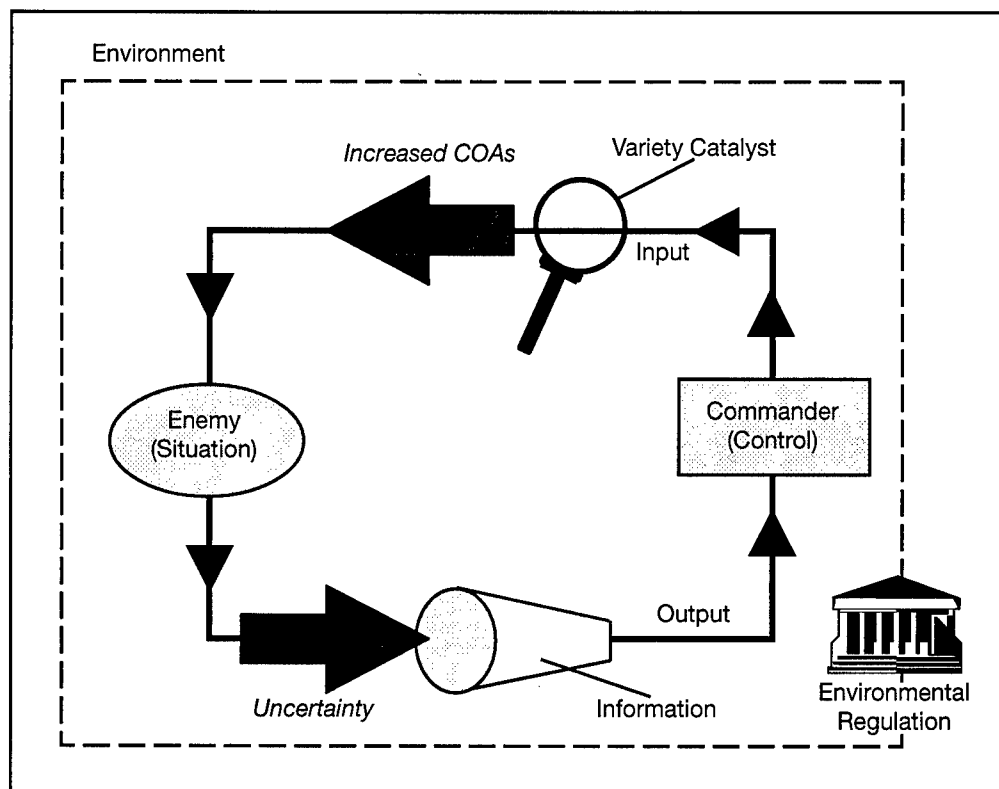 Environment
Increased COAs
Variety Catalyst
Input
Enemy
(Situation)
Commander
(Control)
Output
Uncertainty
Information
Environmental
Regulation